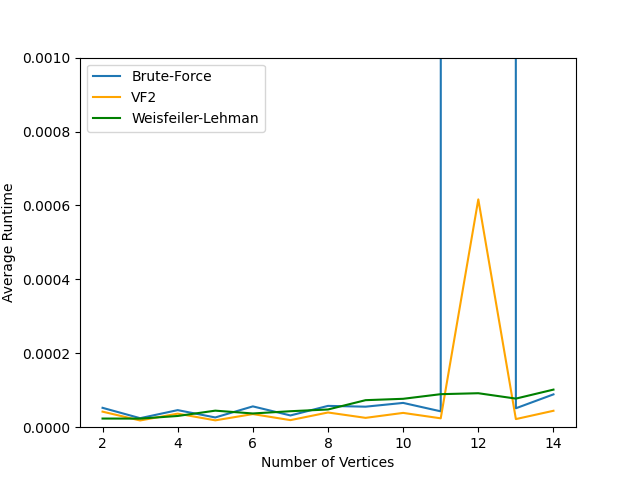 0.0010
0.0008
0.0006
0.0004
0.0002
0.0000
Average Runtime
Brute-Force
VF2
Weisfeiler-Lehman
2 4 6 8 10 12 14
Number of Vertices